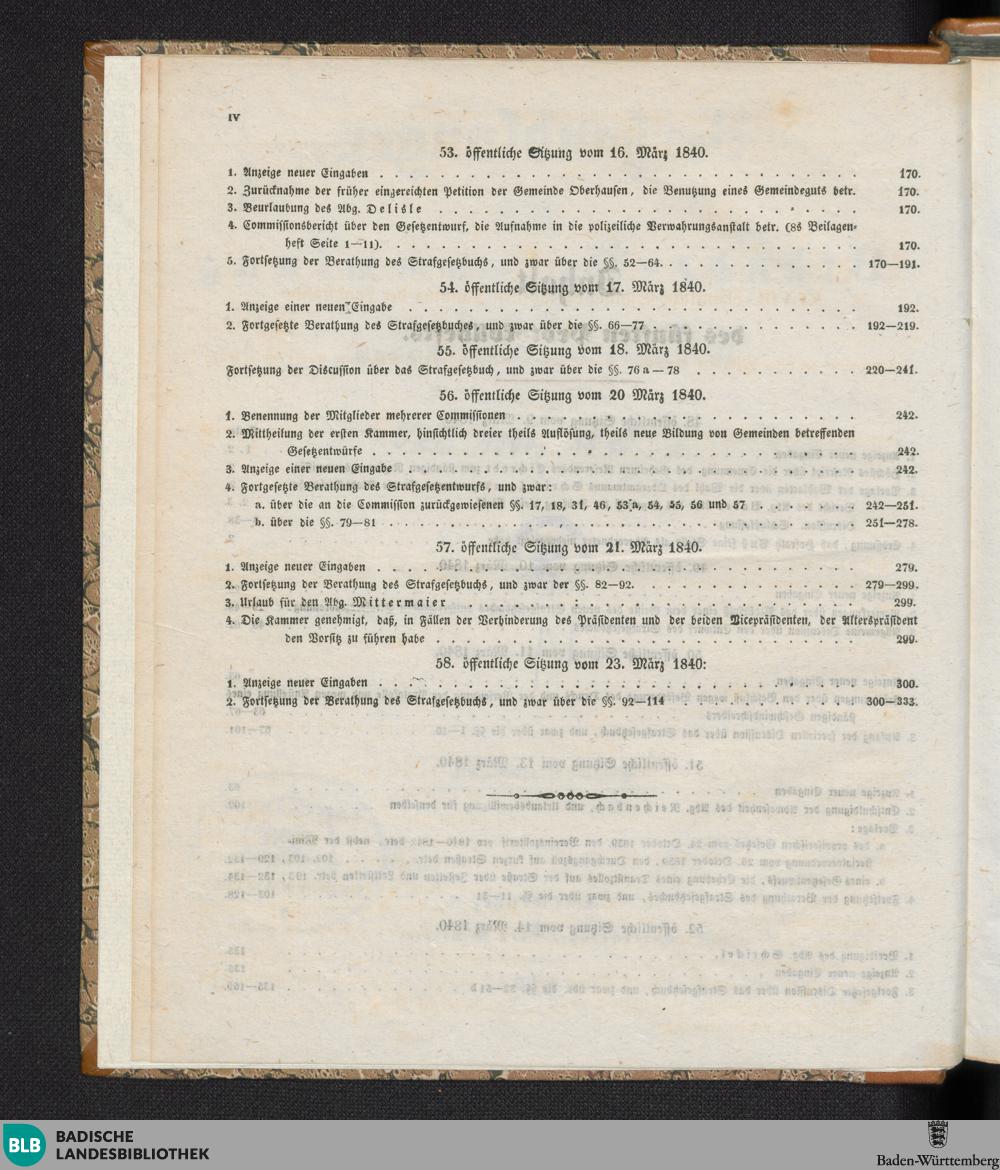 IV
53. öffentliche Sitzung vom 16. März 1840.
1. Anzeige neuer Eingaben . . . 170.
2. Zurücknahme der früher eingereichten Petition der Gemeinde Oberhausen, die Benutzung eines Gemeindeguts betr. 170.
3. Beurlaubung des Abg. Delisle . . . 170.
4. Commissionsbericht über den Gesetzentwurf, die Aufnahme in die polizeiliche Verwahrungsanstalt betr. (8s Beilagen-
heft Seite 1—11). . . . 170.
5. Fortsetzung der Berathung des Strafgesetzbuchs, und zwar über die §§. 52—64. . . . 170—191.
54. öffentliche Sitzung vom 17. März 1840.
1. Anzeige einer neuen Eingabe . . . 192.
2. Fortgesetzte Berathung des Strafgesetzbuches, und zwar über die §§. 66—77 . . . 192—219.
55. öffentliche Sitzung vom 18. März 1840.
Fortsetzung der Discussion über das Strafgesetzbuch, und zwar über die §§. 76 a — 78 . . . 220—241.
56. öffentliche Sitzung vom 20 März 1840.
1. Benennung der Mitglieder mehrerer Commissionen . . . 242.
2. Mittheilung der ersten Kammer, hinsichtlich dreier theils Auflösung, theils neue Bildung von Gemeinden betreffenden
Gesetzentwürfe . . . 242.
3. Anzeige einer neuen Eingabe . . . 242.
4. Fortgesetzte Berathung des Strafgesetzentwurfs, und zwar:
a. über die an die Commission zurückgewiesenen §§. 17, 18, 31, 46, 53 a, 54, 55, 56 und 57 . . . 242—251.
b. über die §§. 79—81 . . . 251—278.
57. öffentliche Sitzung vom 21. März 1840.
1. Anzeige neuer Eingaben . . . 279.
2. Fortsetzung der Berathung des Strafgesetzbuchs, und zwar der §§. 82—92. . . . 279—299.
3. Urlaub für den Abg. Mittermaier . . . 299.
4. Die Kammer genehmigt, daß, in Fällen der Verhinderung des Präsidenten und der beiden Vicepräsidenten, der Alterspräsident
den Vorsitz zu führen habe . . . 299.
58. öffentliche Sitzung vom 23. März 1840:
1. Anzeige neuer Eingaben . . . 300.
2. Fortsetzung der Berathung des Strafgesetzbuchs, und zwar über die §§. 92—114 . . . 300—333.
BLB
BADISCHE
LANDESBIBLIOTHEK
Baden-Württemberg